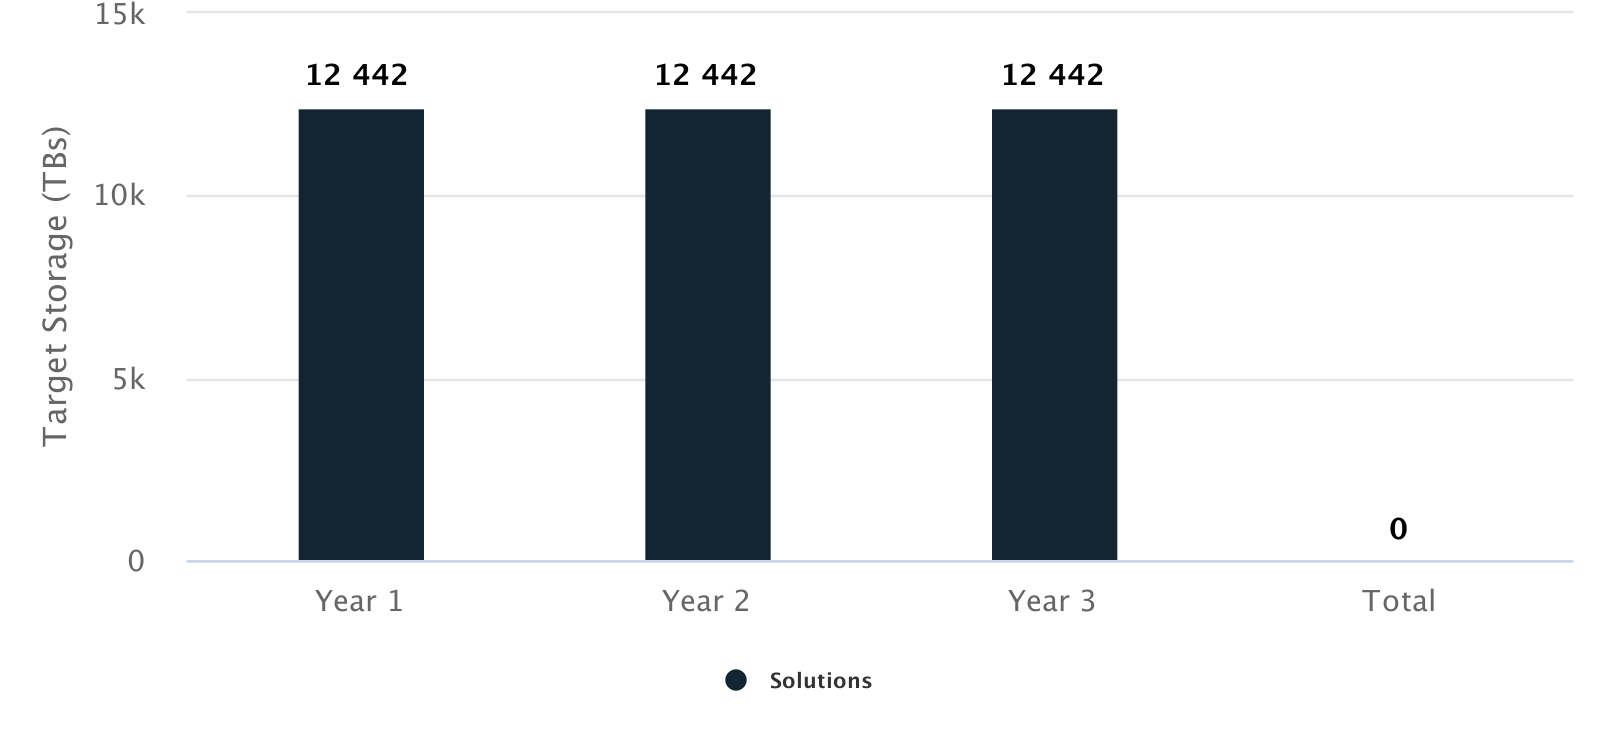 15k
12 442
12 442
12 442
Target Storage (TBs)
10k
5k
0
0
Year 1
Year 2
Year 3
Total
Solutions